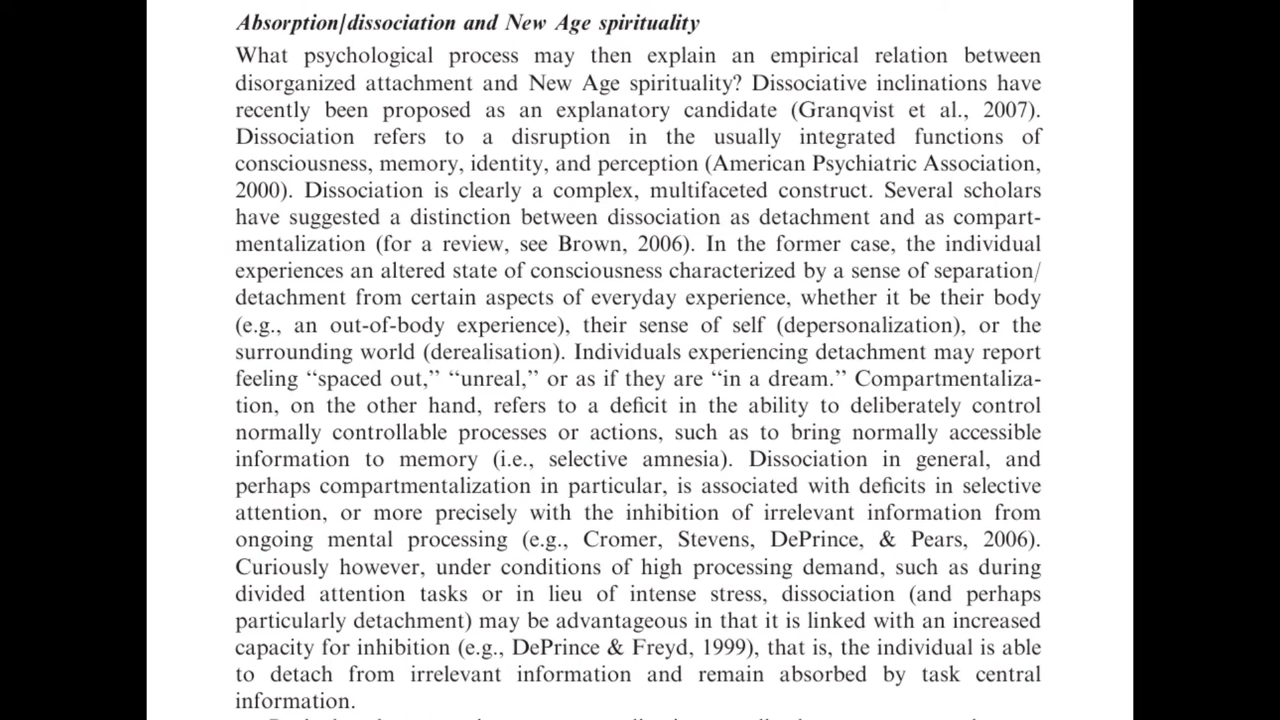 Absorption/dissociation and New Age spirituality
What psychological process may then explain an empirical relation between
disorganized attachment and New Age spirituality? Dissociative inclinations have
recently been proposed as an explanatory candidate (Granqvist et al., 2007).
Dissociation refers to a disruption in the usually integrated functions of
consciousness, memory, identity, and perception (American Psychiatric Association,
2000). Dissociation is clearly a complex, multifaceted construct. Several scholars
have suggested a distinction between dissociation as detachment and as compart-
mentalization (for a review, see Brown, 2006). In the former case, the individual
experiences an altered state of consciousness characterized by a sense of separation/
detachment from certain aspects of everyday experience, whether it be their body
(e.g., an out-of-body experience), their sense of self (depersonalization), or the
surrounding world (derealisation). Individuals experiencing detachment may report
feeling “spaced out,” “unreal,” or as if they are “in a dream.” Compartmentaliza-
tion, on the other hand, refers to a deficit in the ability to deliberately control
normally controllable processes or actions, such as to bring normally accessible
information to memory (i.e., selective amnesia). Dissociation in general, and
perhaps compartmentalization in particular, is associated with deficits in selective
attention, or more precisely with the inhibition of irrelevant information from
ongoing mental processing (e.g., Cromer, Stevens, DePrince, & Pears, 2006).
Curiously however, under conditions of high processing demand, such as during
divided attention tasks or in lieu of intense stress, dissociation (and perhaps
particularly detachment) may be advantageous in that it is linked with an increased
capacity for inhibition (e.g., DePrince & Freyd, 1999), that is, the individual is able
to detach from irrelevant information and remain absorbed by task central
information.